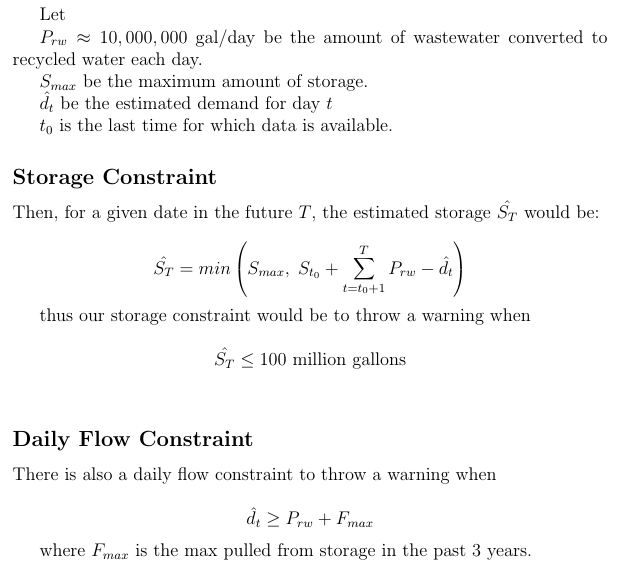 Let
P_{rw} ≈ 10,000,000 gal/day be the amount of wastewater converted to
recycled water each day.
S_{max} be the maximum amount of storage.
\hat{d}_t be the estimated demand for day t
t_0 is the last time for which data is available.
Storage Constraint
Then, for a given date in the future T, the estimated storage \hat{S_T} would be:
\hat{S_T} = min\left(S_{max}, S_{t_0} + \sum_{t=t_0+1}^{T} P_{rw} - \hat{d}_t\right)
thus our storage constraint would be to throw a warning when
\hat{S_T} ≤ 100 million gallons
Daily Flow Constraint
There is also a daily flow constraint to throw a warning when
\hat{d}_t ≥ P_{rw} + F_{max}
where F_{max} is the max pulled from storage in the past 3 years.